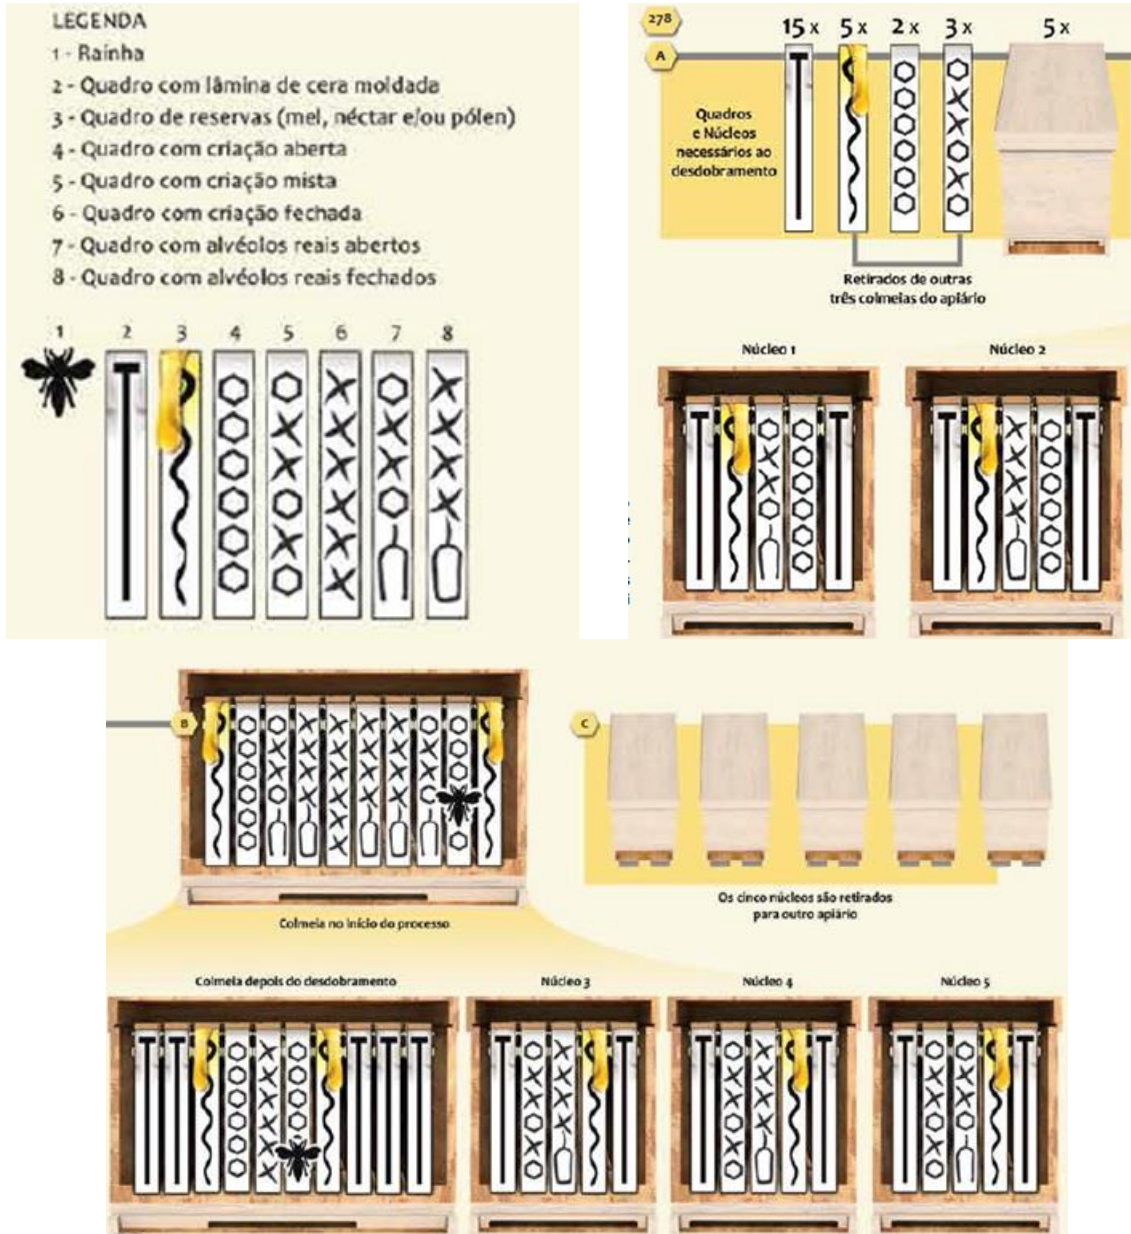 LEGENDA
1 - Rainha
2 - Quadro com lâmina de cera moldada
3 - Quadro de reservas (mel, néctar e/ou pólen)
4 - Quadro com criação aberta
5 - Quadro com criação mista
6 - Quadro com criação fechada
7 - Quadro com alvéolos reais abertos
8 - Quadro com alvéolos reais fechados
1 2 3 4 5 6 7 8
278
15 x 5 x 2 x 3 x 5 x
A
Quadros
e Núcleos
necessários ao
desdobramento
Retirados de outras
três colmeias do apiário
Núcleo 1
Núcleo 2
B
Colmeia no início do processo
C
Os cinco núcleos são retirados
para outro apiário
Colmeia depois do desdobramento
Núcleo 3
Núcleo 4
Núcleo 5